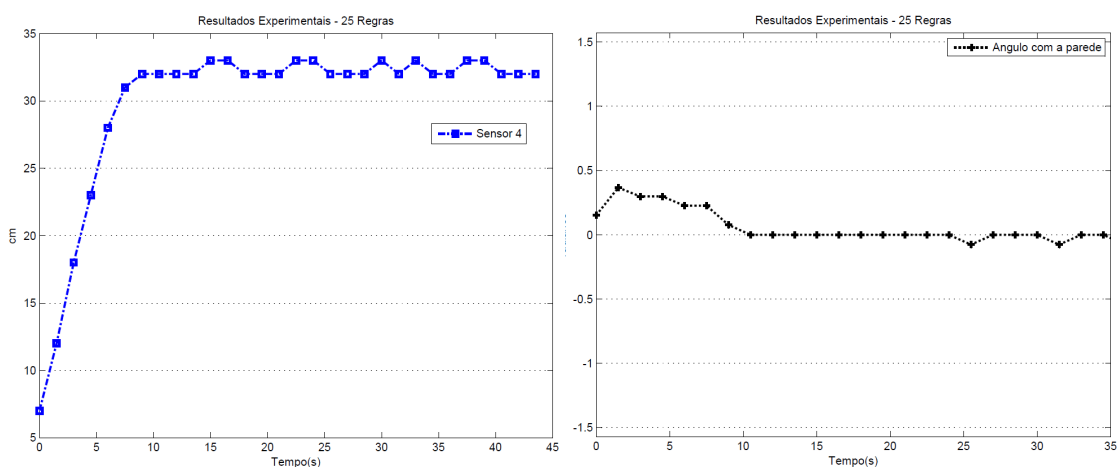 Resultados Experimentais - 25 Regras
35
30
25
20
15
10
5
cm
Sensor 4
0 5 10 15 20 25 30 35 40 45
Tempo(s)
Resultados Experimentais - 25 Regras
1.5
1
0.5
0
-0.5
-1
-1.5
Angulo com a parede
0 5 10 15 20 25 30 35
Tempo(s)